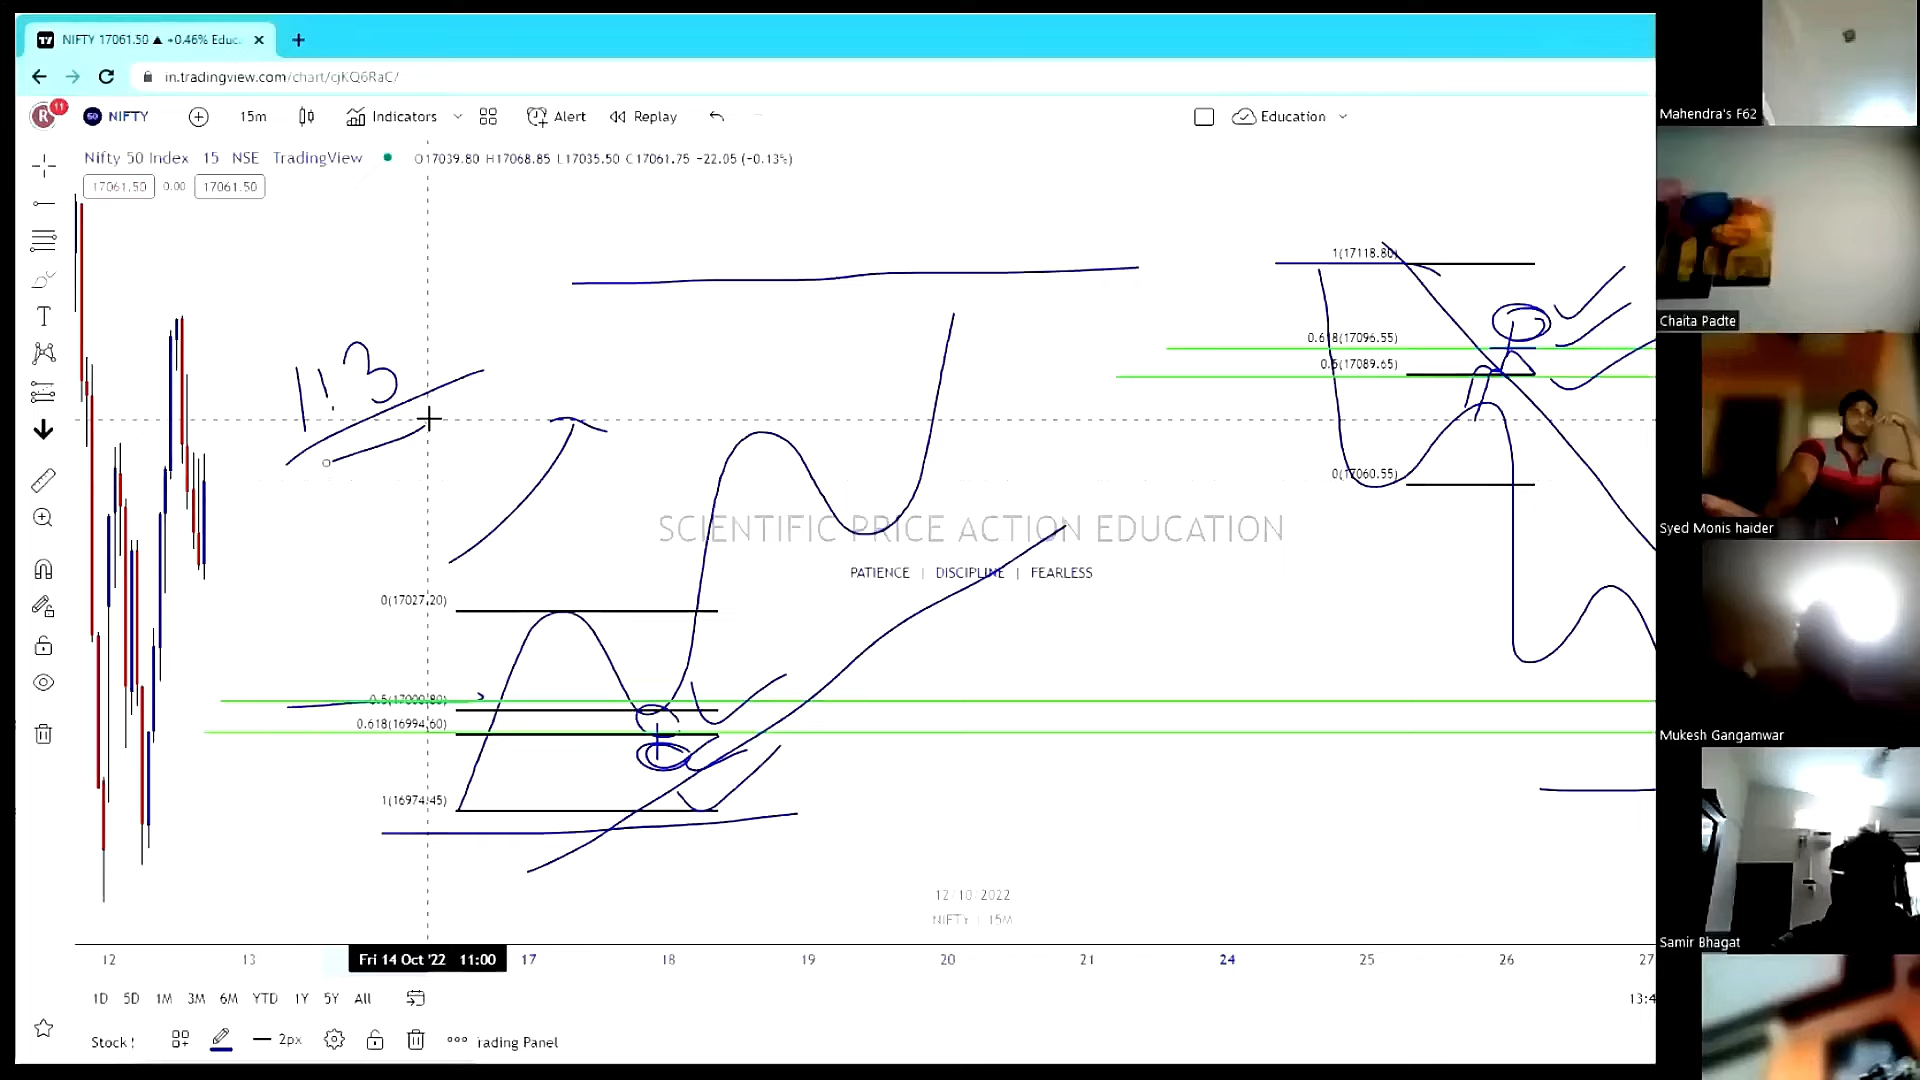 NIFTY 17061.50 ▲ +0.46% Educ
in.tradingview.com/chart/cjKQ6RaC/
R 11 50 NIFTY 15m Indicators Alert Replay Education
Mahendra's F62
Nifty 50 Index 15 NSE TradingView O17039.80 H17068.85 L17035.50 C17061.75 −22.05 (−0.13%)
17061.50 0.00 17061.50
1(17118.80)
Chaita Padte
0.618(17096.55)
0.5(17089.65)
1:3
0(17060.55)
SCIENTIFIC PRICE ACTION EDUCATION
Syed Monis haider
PATIENCE | DISCIPLINE | FEARLESS
0(17027.20)
0.5(17000.80)
0.618(16994.60)
Mukesh Gangamwar
1(16974.45)
12/10/2022
NIFTY | 15M
Samir Bhagat
12 13 Fri 14 Oct '22 11:00 17 18 19 20 21 24 25 26 27
1D 5D 1M 3M 6M YTD 1Y 5Y All 13:4
Stock 2px rading Panel